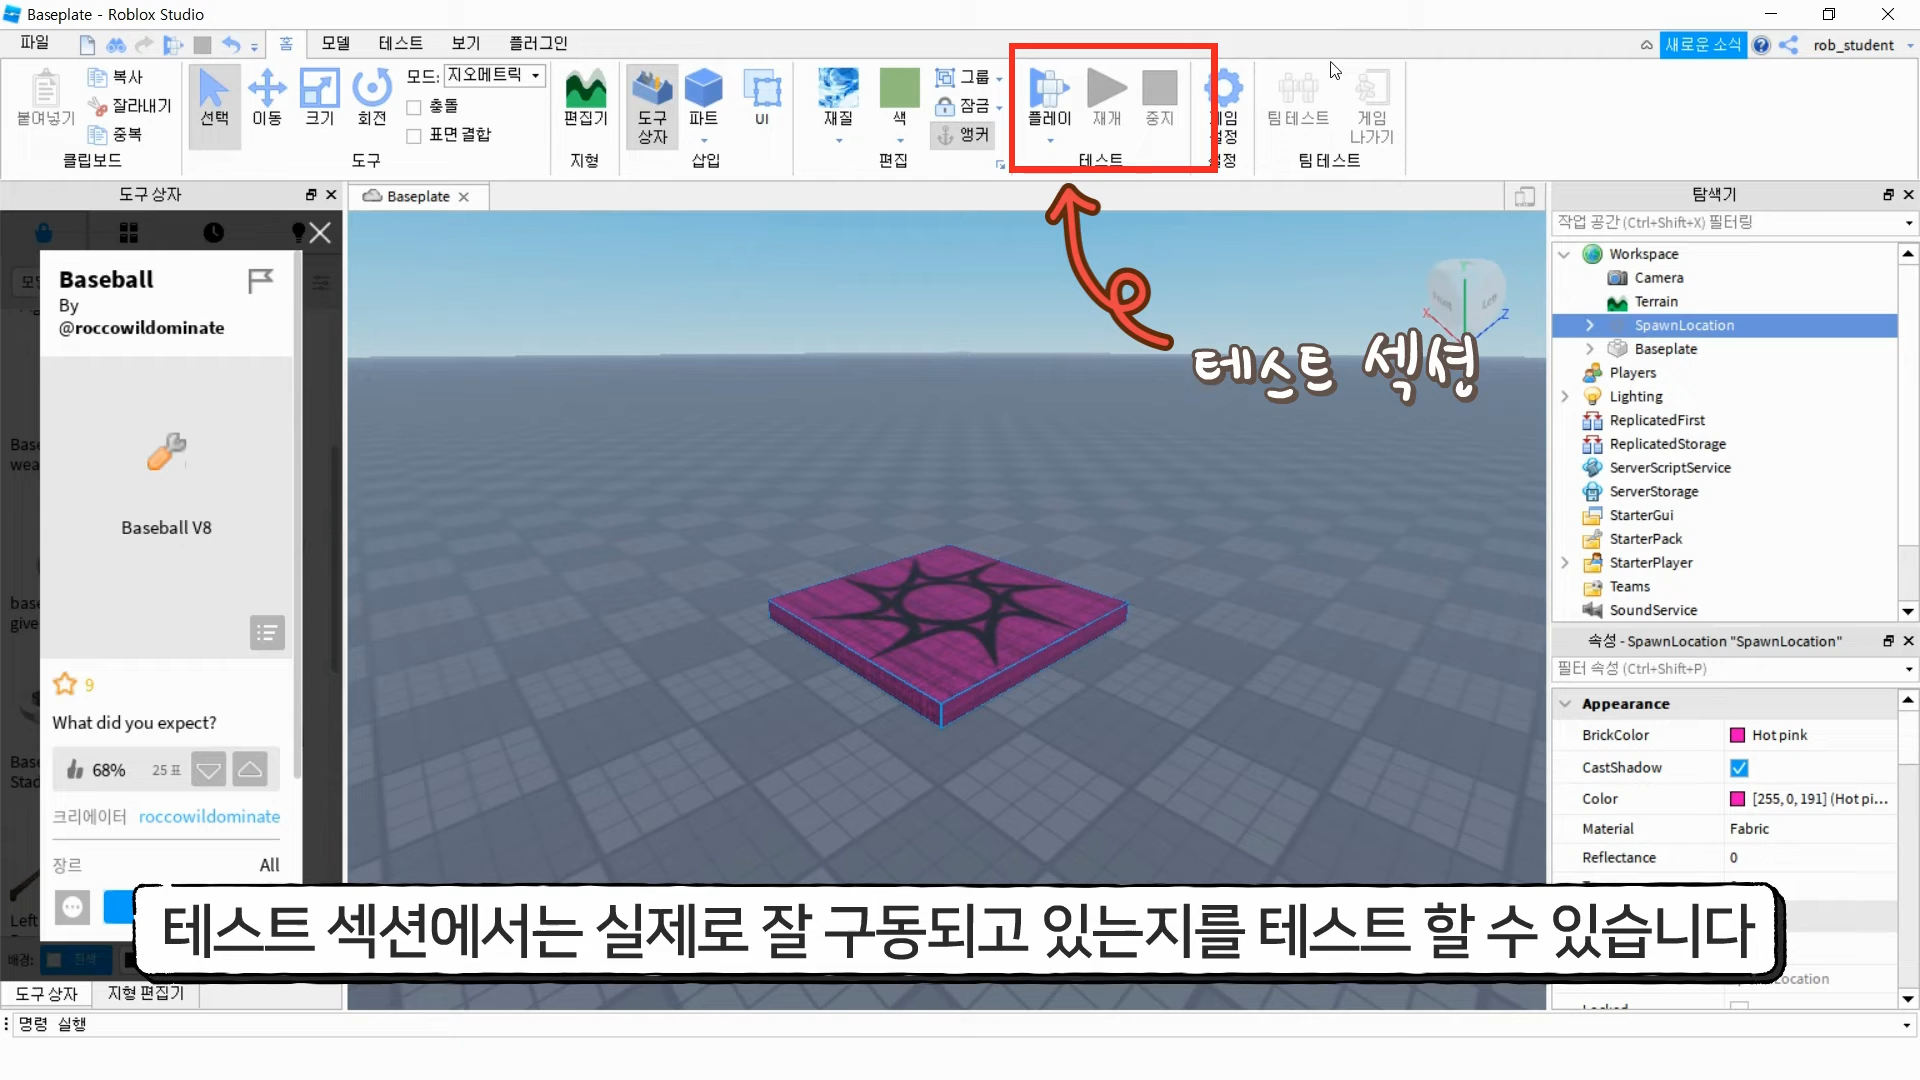 Baseplate - Roblox Studio
파일
홈
모델
테스트
보기
플러그인
새로운 소식
rob_student
붙여넣기
복사
잘라내기
중복
클립보드
선택
이동
크기
회전
모드: 지오메트릭
충돌
표면 결합
도구
편집기
지형
도구
상자
파트
UI
삽입
재질
색
그룹
잠금
앵커
편집
플레이
재개
중지
테스트
설정
팀 테스트
게임
나가기
팀 테스트
도구 상자
Baseplate
탐색기
작업 공간 (Ctrl+Shift+X) 필터링
Baseball
By
@roccowildominate
Baseball V8
9
What did you expect?
68%
25 표
크리에이터 roccowildominate
장르 All
Front
Left
X
Y
Z
테스트 섹션
Workspace
Camera
Terrain
SpawnLocation
Baseplate
Players
Lighting
ReplicatedFirst
ReplicatedStorage
ServerScriptService
ServerStorage
StarterGui
StarterPack
StarterPlayer
Teams
SoundService
속성 - SpawnLocation "SpawnLocation"
필터 속성 (Ctrl+Shift+P)
Appearance
BrickColor Hot pink
CastShadow
Color [255, 0, 191] (Hot pi...
Material Fabric
Reflectance 0
테스트 섹션에서는 실제로 잘 구동되고 있는지를 테스트 할 수 있습니다
배경: 흰색
도구 상자
지형 편집기
명령 실행